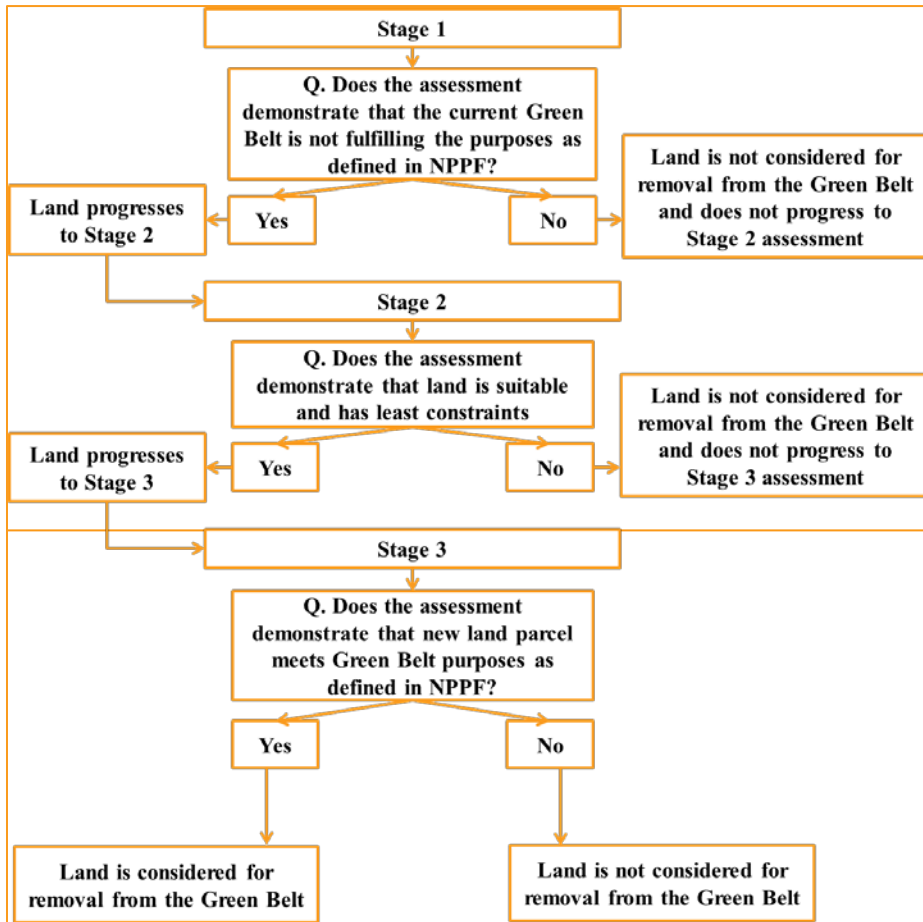 Stage 1
Q. Does the assessment
demonstrate that the current Green
Belt is not fulfilling the purposes as
defined in NPPF?
Land is not considered for
removal from the Green Belt
and does not progress to
Stage 2 assessment
Land progresses
to Stage 2
Yes
No
Stage 2
Q. Does the assessment
demonstrate that land is suitable
and has least constraints
Land is not considered for
removal from the Green Belt
and does not progress to
Stage 3 assessment
Land progresses
to Stage 3
Yes
No
Stage 3
Q. Does the assessment
demonstrate that new land parcel
meets Green Belt purposes as
defined in NPPF?
Yes
No
Land is considered for
removal from the Green Belt
Land is not considered for
removal from the Green Belt